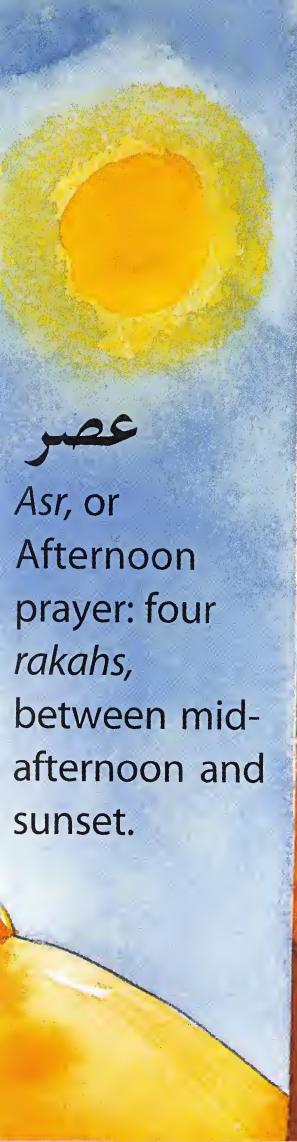 عصر
Asr, or
Afternoon
prayer: four
rakahs,
between mid-
afternoon and
sunset.